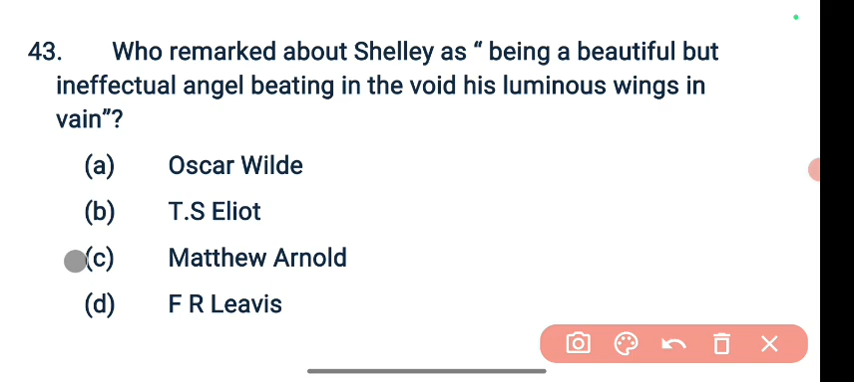 43. Who remarked about Shelley as “ being a beautiful but
ineffectual angel beating in the void his luminous wings in
vain”?
(a) Oscar Wilde
(b) T.S Eliot
(c) Matthew Arnold
(d) F R Leavis